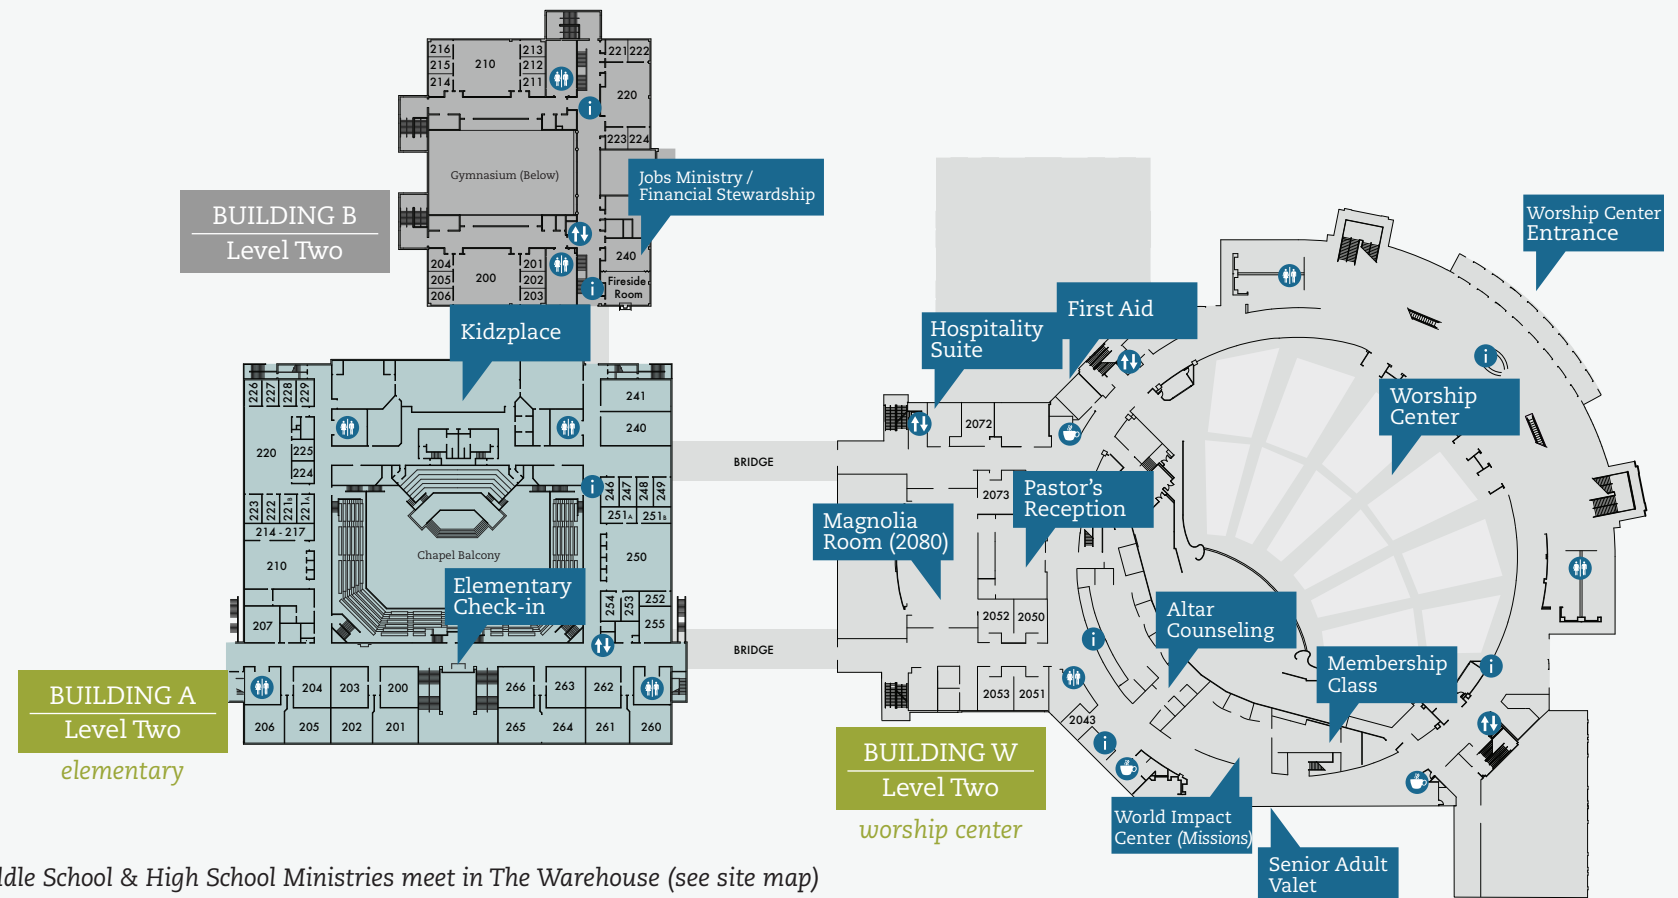 216
215
214
210
213
212
211
221 222
220
223 224
Gymnasium (Below)
Jobs Ministry /
Financial Stewardship
BUILDING B
Level Two
204
205
206
200
201
202
203
240
Fireside
Room
Kidzplace
226
227
228
229
241
240
220
225
224
223
222
221B
221A
214 - 217
210
207
246
247
248
249
251A
251B
250
254
253
252
255
Chapel Balcony
Elementary
Check-in
BRIDGE
BRIDGE
204
203
200
266
263
262
206
205
202
201
265
264
261
260
BUILDING A
Level Two
elementary
Worship Center
Entrance
First Aid
Hospitality
Suite
Worship
Center
2072
2073
Pastor's
Reception
Magnolia
Room (2080)
2052
2050
2053
2051
2043
Altar
Counseling
Membership
Class
BUILDING W
Level Two
worship center
World Impact
Center (Missions)
Senior Adult
Valet
School & High School Ministries meet in The Warehouse (see site map)